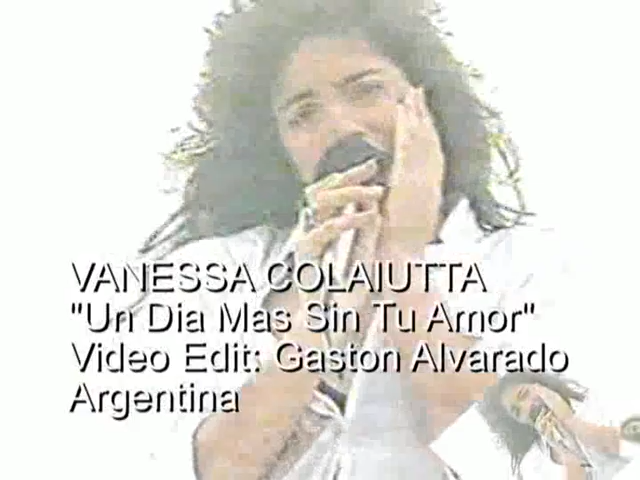 VANESSA COLAIUTTA
"Un Dia Mas Sin Tu Amor"
Video Edit: Gaston Alvarado
Argentina